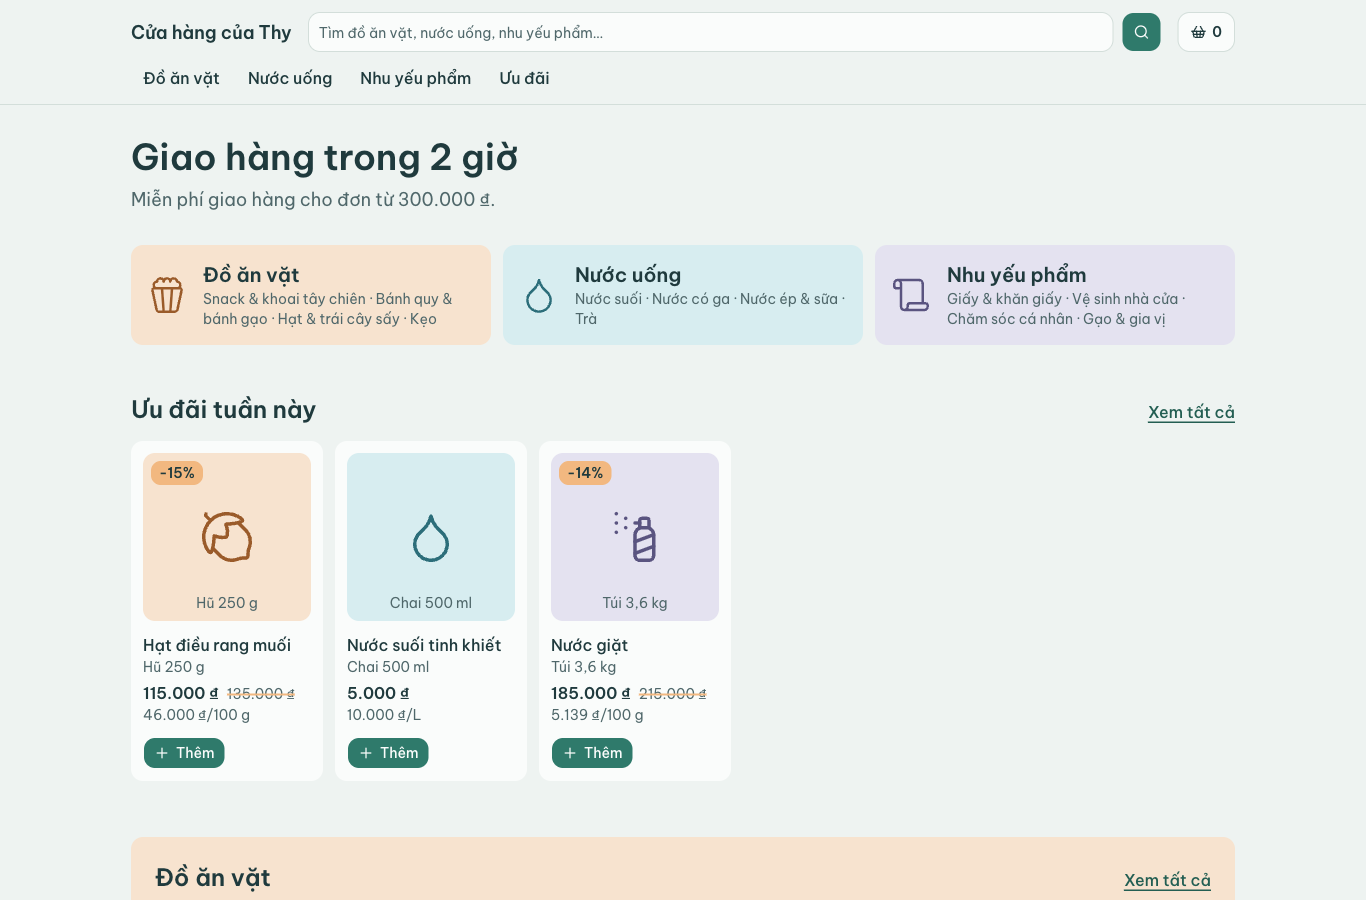 Cửa hàng của Thy
Tìm đồ ăn vặt, nước uống, nhu yếu phẩm...
0
Đồ ăn vặt
Nước uống
Nhu yếu phẩm
Ưu đãi
Giao hàng trong 2 giờ
Miễn phí giao hàng cho đơn từ 300.000 ₫.
Đồ ăn vặt
Snack & khoai tây chiên · Bánh quy &
bánh gạo · Hạt & trái cây sấy · Kẹo
Nước uống
Nước suối · Nước có ga · Nước ép & sữa ·
Trà
Nhu yếu phẩm
Giấy & khăn giấy · Vệ sinh nhà cửa ·
Chăm sóc cá nhân · Gạo & gia vị
Ưu đãi tuần này
Xem tất cả
-15%
Hũ 250 g
Hạt điều rang muối
Hũ 250 g
115.000 ₫ 135.000 ₫
46.000 ₫/100 g
+ Thêm
Chai 500 ml
Nước suối tinh khiết
Chai 500 ml
5.000 ₫
10.000 ₫/L
+ Thêm
-14%
Túi 3,6 kg
Nước giặt
Túi 3,6 kg
185.000 ₫ 215.000 ₫
5.139 ₫/100 g
+ Thêm
Đồ ăn vặt
Xem tất cả